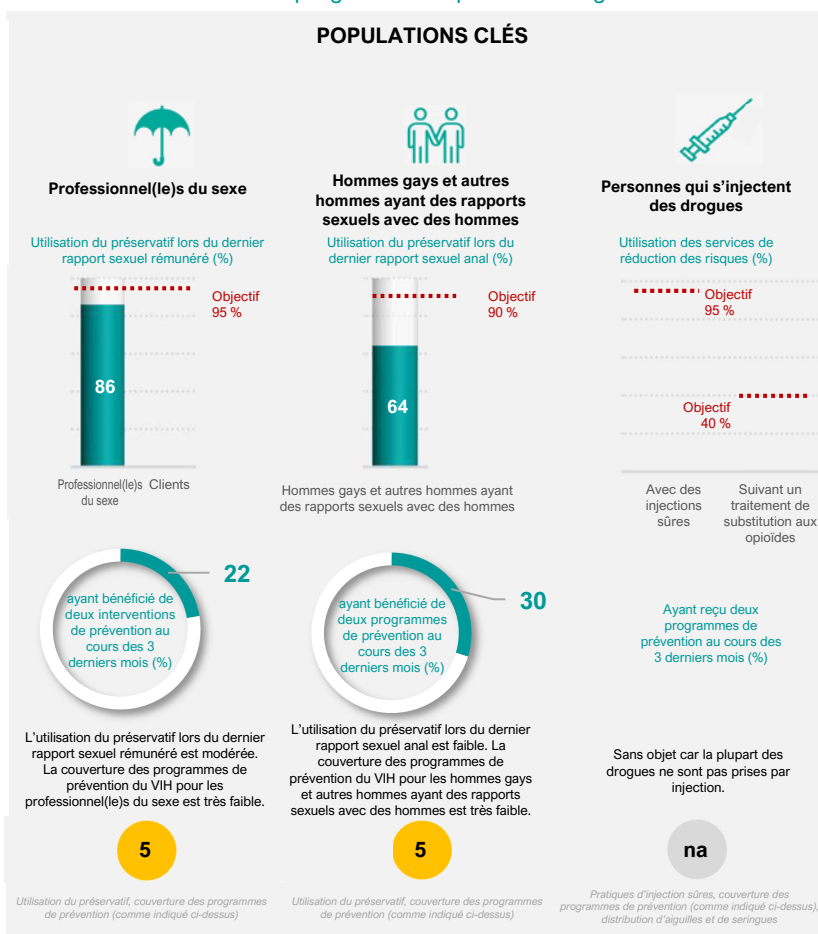 POPULATIONS CLÉS
Professionnel(le)s du sexe
Utilisation du préservatif lors du dernier
rapport sexuel rémunéré (%)
Objectif
95 %
86
Professionnel(le)s
du sexe
Clients
22
ayant bénéficié de
deux interventions
de prévention au
cours des 3
derniers mois (%)
L'utilisation du préservatif lors du dernier
rapport sexuel rémunéré est modérée.
La couverture des programmes de
prévention du VIH pour les
professionnel(le)s du sexe est très faible.
5
Utilisation du préservatif, couverture des programmes
de prévention (comme indiqué ci-dessus)
Hommes gays et autres
hommes ayant des rapports
sexuels avec des hommes
Utilisation du préservatif lors du
dernier rapport sexuel anal (%)
Objectif
90 %
64
Hommes gays et autres hommes ayant
des rapports sexuels avec des hommes
30
ayant bénéficié de
deux programmes
de prévention au
cours des 3
derniers mois (%)
L'utilisation du préservatif lors du dernier
rapport sexuel anal est faible. La
couverture des programmes de
prévention du VIH pour les hommes gays
et autres hommes ayant des rapports
sexuels avec des hommes est très faible.
5
Utilisation du préservatif, couverture des programmes
de prévention (comme indiqué ci-dessus)
Personnes qui s'injectent
des drogues
Utilisation des services de
réduction des risques (%)
Objectif
95 %
Objectif
40 %
Avec des
injections
sûres
Suivant un
traitement de
substitution aux
opioïdes
Ayant reçu deux
programmes de
prévention au cours des
3 derniers mois (%)
Sans objet car la plupart des
drogues ne sont pas prises par
injection.
na
Pratiques d'injection sûres, couverture des
programmes de prévention (comme indiqué ci-dessus),
distribution d'aiguilles et de seringues